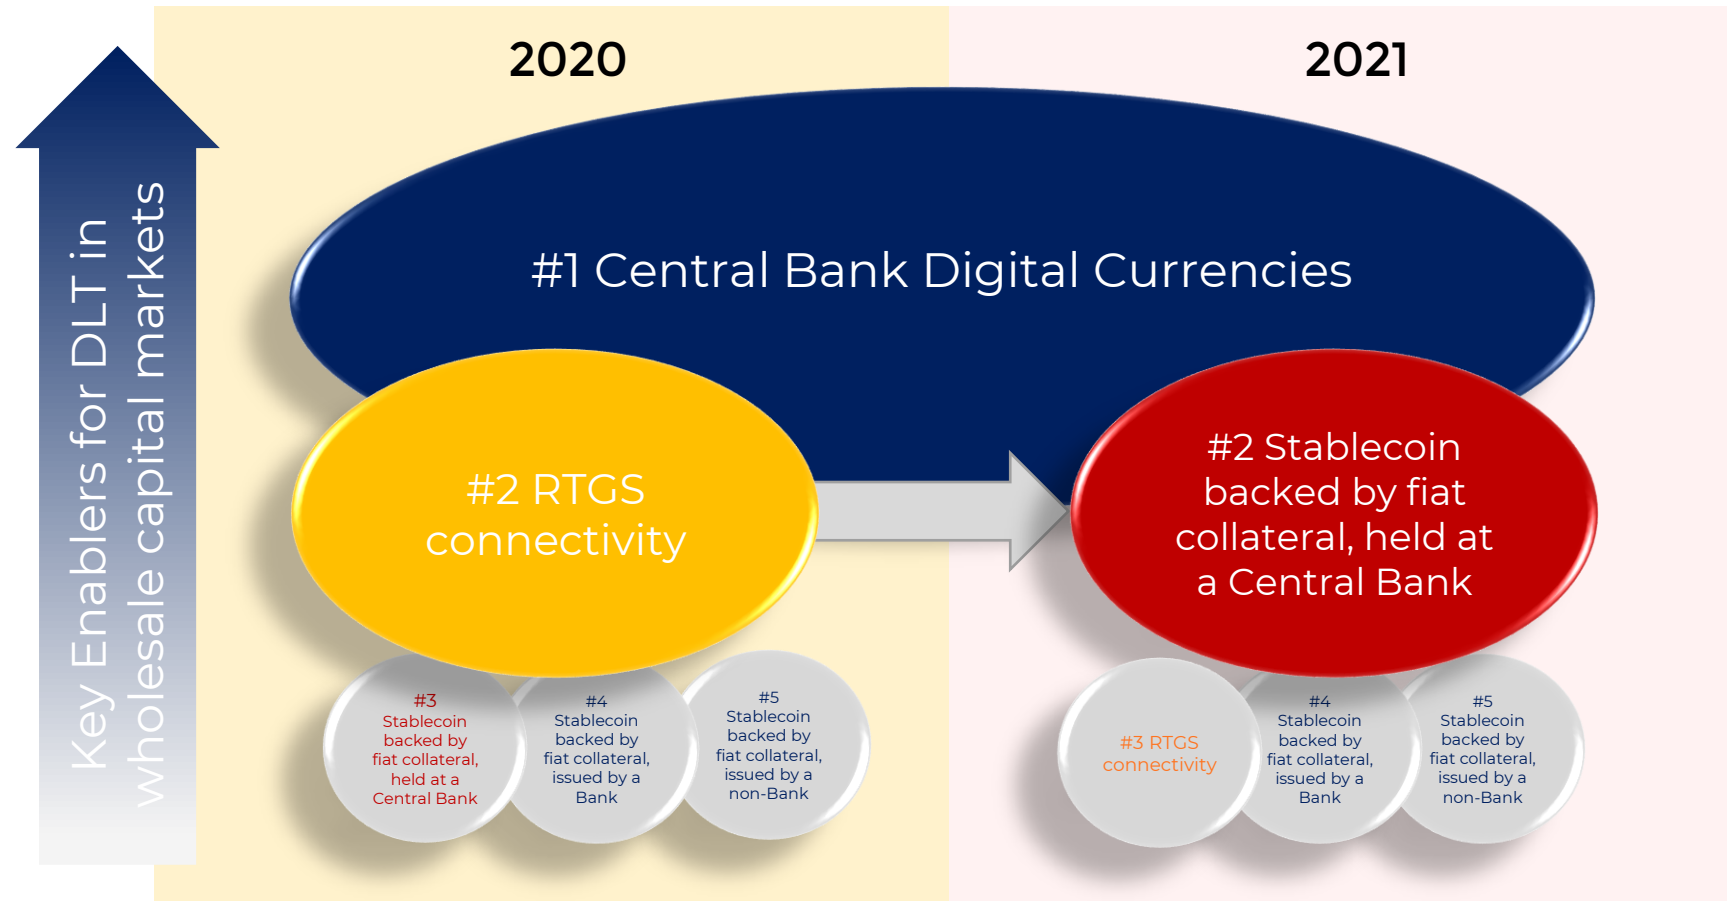 2020
2021
Key Enablers for DLT in
wholesale capital markets
#1 Central Bank Digital Currencies
#2 RTGS
connectivity
#2 Stablecoin
backed by fiat
collateral, held at
a Central Bank
#3
Stablecoin
backed by
fiat collateral,
held at a
Central Bank
#4
Stablecoin
backed by
fiat collateral,
issued by a
Bank
#5
Stablecoin
backed by
fiat collateral,
issued by a
non-Bank
#3 RTGS
connectivity
#4
Stablecoin
backed by
fiat collateral,
issued by a
Bank
#5
Stablecoin
backed by
fiat collateral,
issued by a
non-Bank